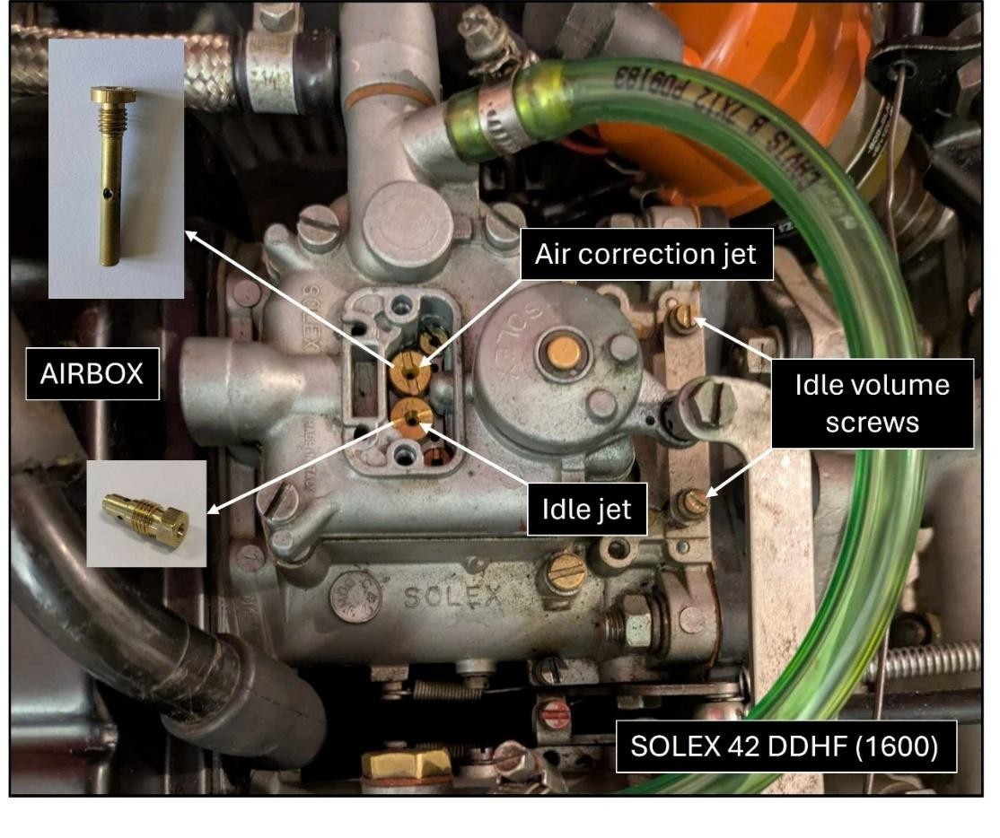 Air correction jet
AIRBOX
Idle volume
screws
Idle jet
SOLEX 42 DDHF (1600)
SOLEX
SOLEX
SOLEX